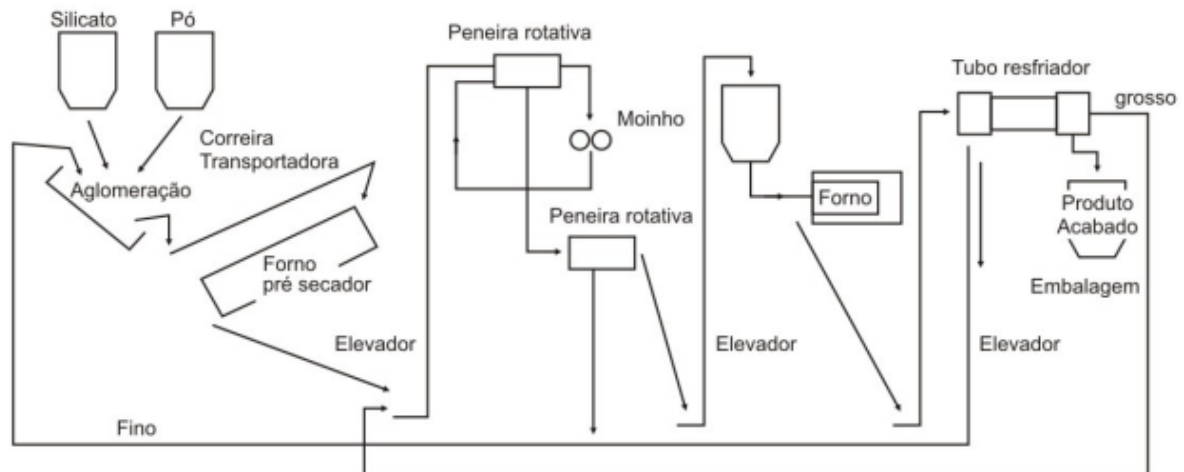 Silicato
Pó
Peneira rotativa
Tubo resfriador
grosso
Moinho
Correira
Transportadora
Aglomeração
Forno
Produto
Acabado
Peneira rotativa
Forno
pré secador
Embalagem
Elevador
Elevador
Elevador
Fino